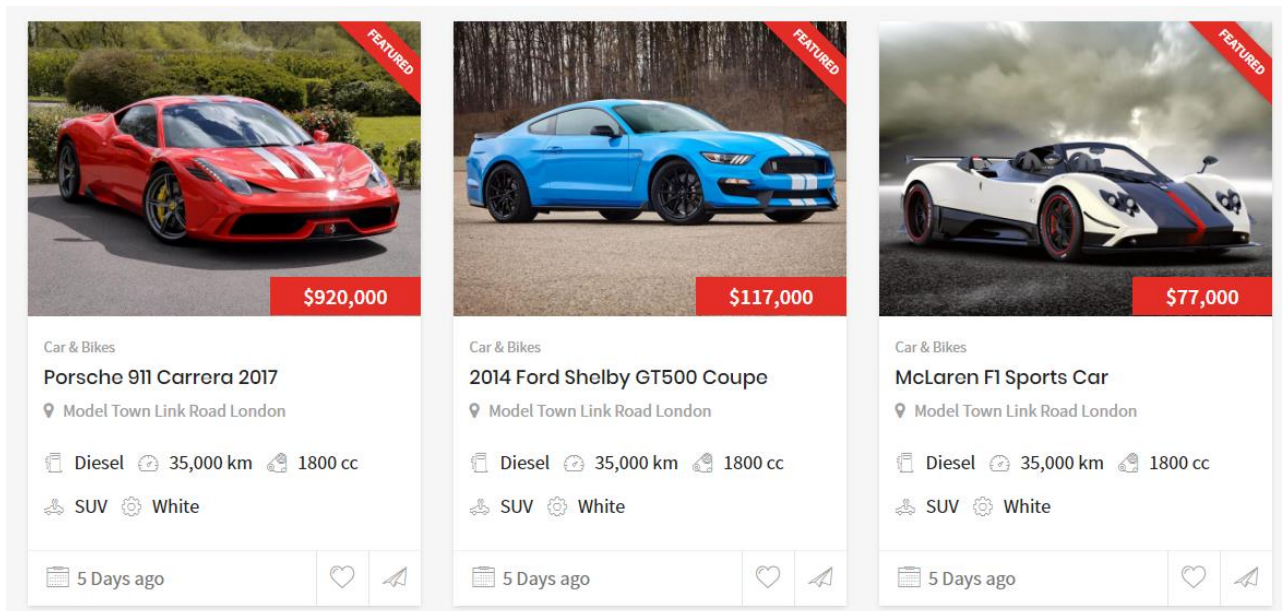 FEATURED
$920,000
Car & Bikes
Porsche 911 Carrera 2017
Model Town Link Road London
Diesel 35,000 km 1800 cc
SUV White
5 Days ago
FEATURED
$117,000
Car & Bikes
2014 Ford Shelby GT500 Coupe
Model Town Link Road London
Diesel 35,000 km 1800 cc
SUV White
5 Days ago
FEATURED
$77,000
Car & Bikes
McLaren F1 Sports Car
Model Town Link Road London
Diesel 35,000 km 1800 cc
SUV White
5 Days ago